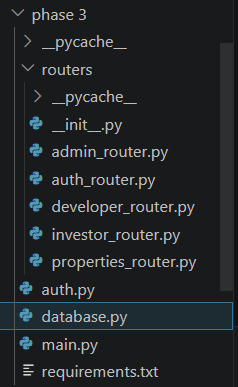 phase 3
__pycache__
routers
__pycache__
__init__.py
admin_router.py
auth_router.py
developer_router.py
investor_router.py
properties_router.py
auth.py
database.py
main.py
requirements.txt